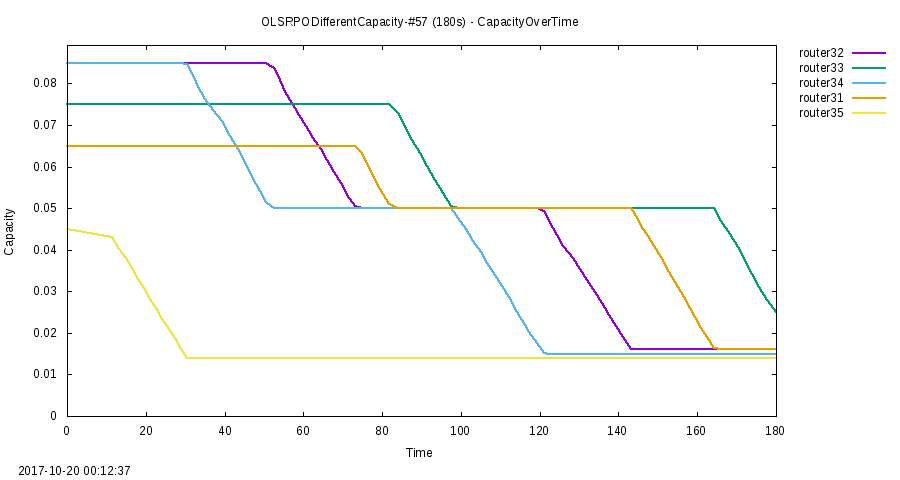 OLSRPODifferentCapacity-#57 (180s) - CapacityOverTime
router32
router33
router34
router31
router35
0.08
0.07
0.06
0.05
0.04
0.03
0.02
0.01
0
Capacity
0 20 40 60 80 100 120 140 160 180
Time
2017-10-20 00:12:37